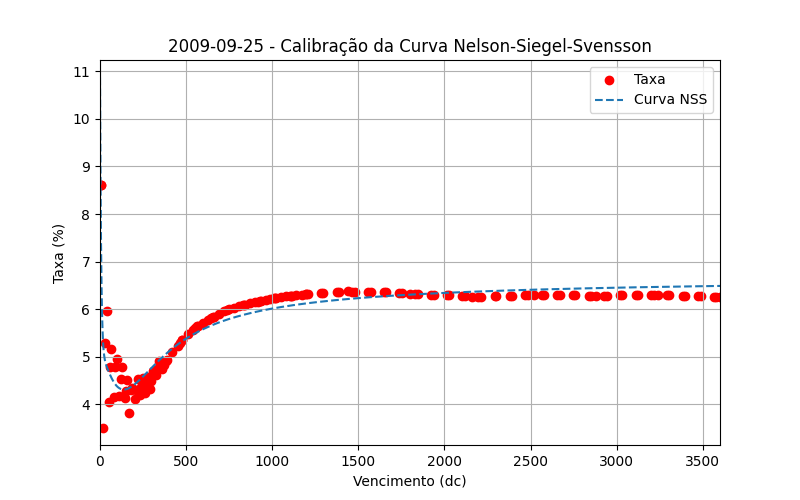 2009-09-25 - Calibração da Curva Nelson-Siegel-Svensson
Taxa
Curva NSS
11
10
9
8
7
6
5
4
Taxa (%)
0 500 1000 1500 2000 2500 3000 3500
Vencimento (dc)